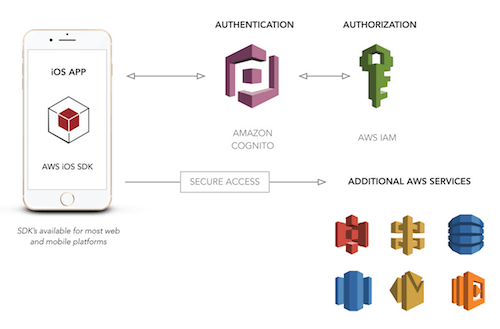 AUTHENTICATION
AUTHORIZATION
iOS APP
AWS iOS SDK
AMAZON
COGNITO
AWS IAM
SECURE ACCESS
ADDITIONAL AWS SERVICES
SDK's available for most web
and mobile platforms